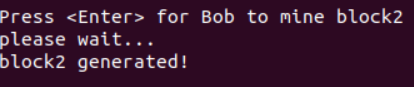 Press <Enter> for Bob to mine block2
please wait...
block2 generated!